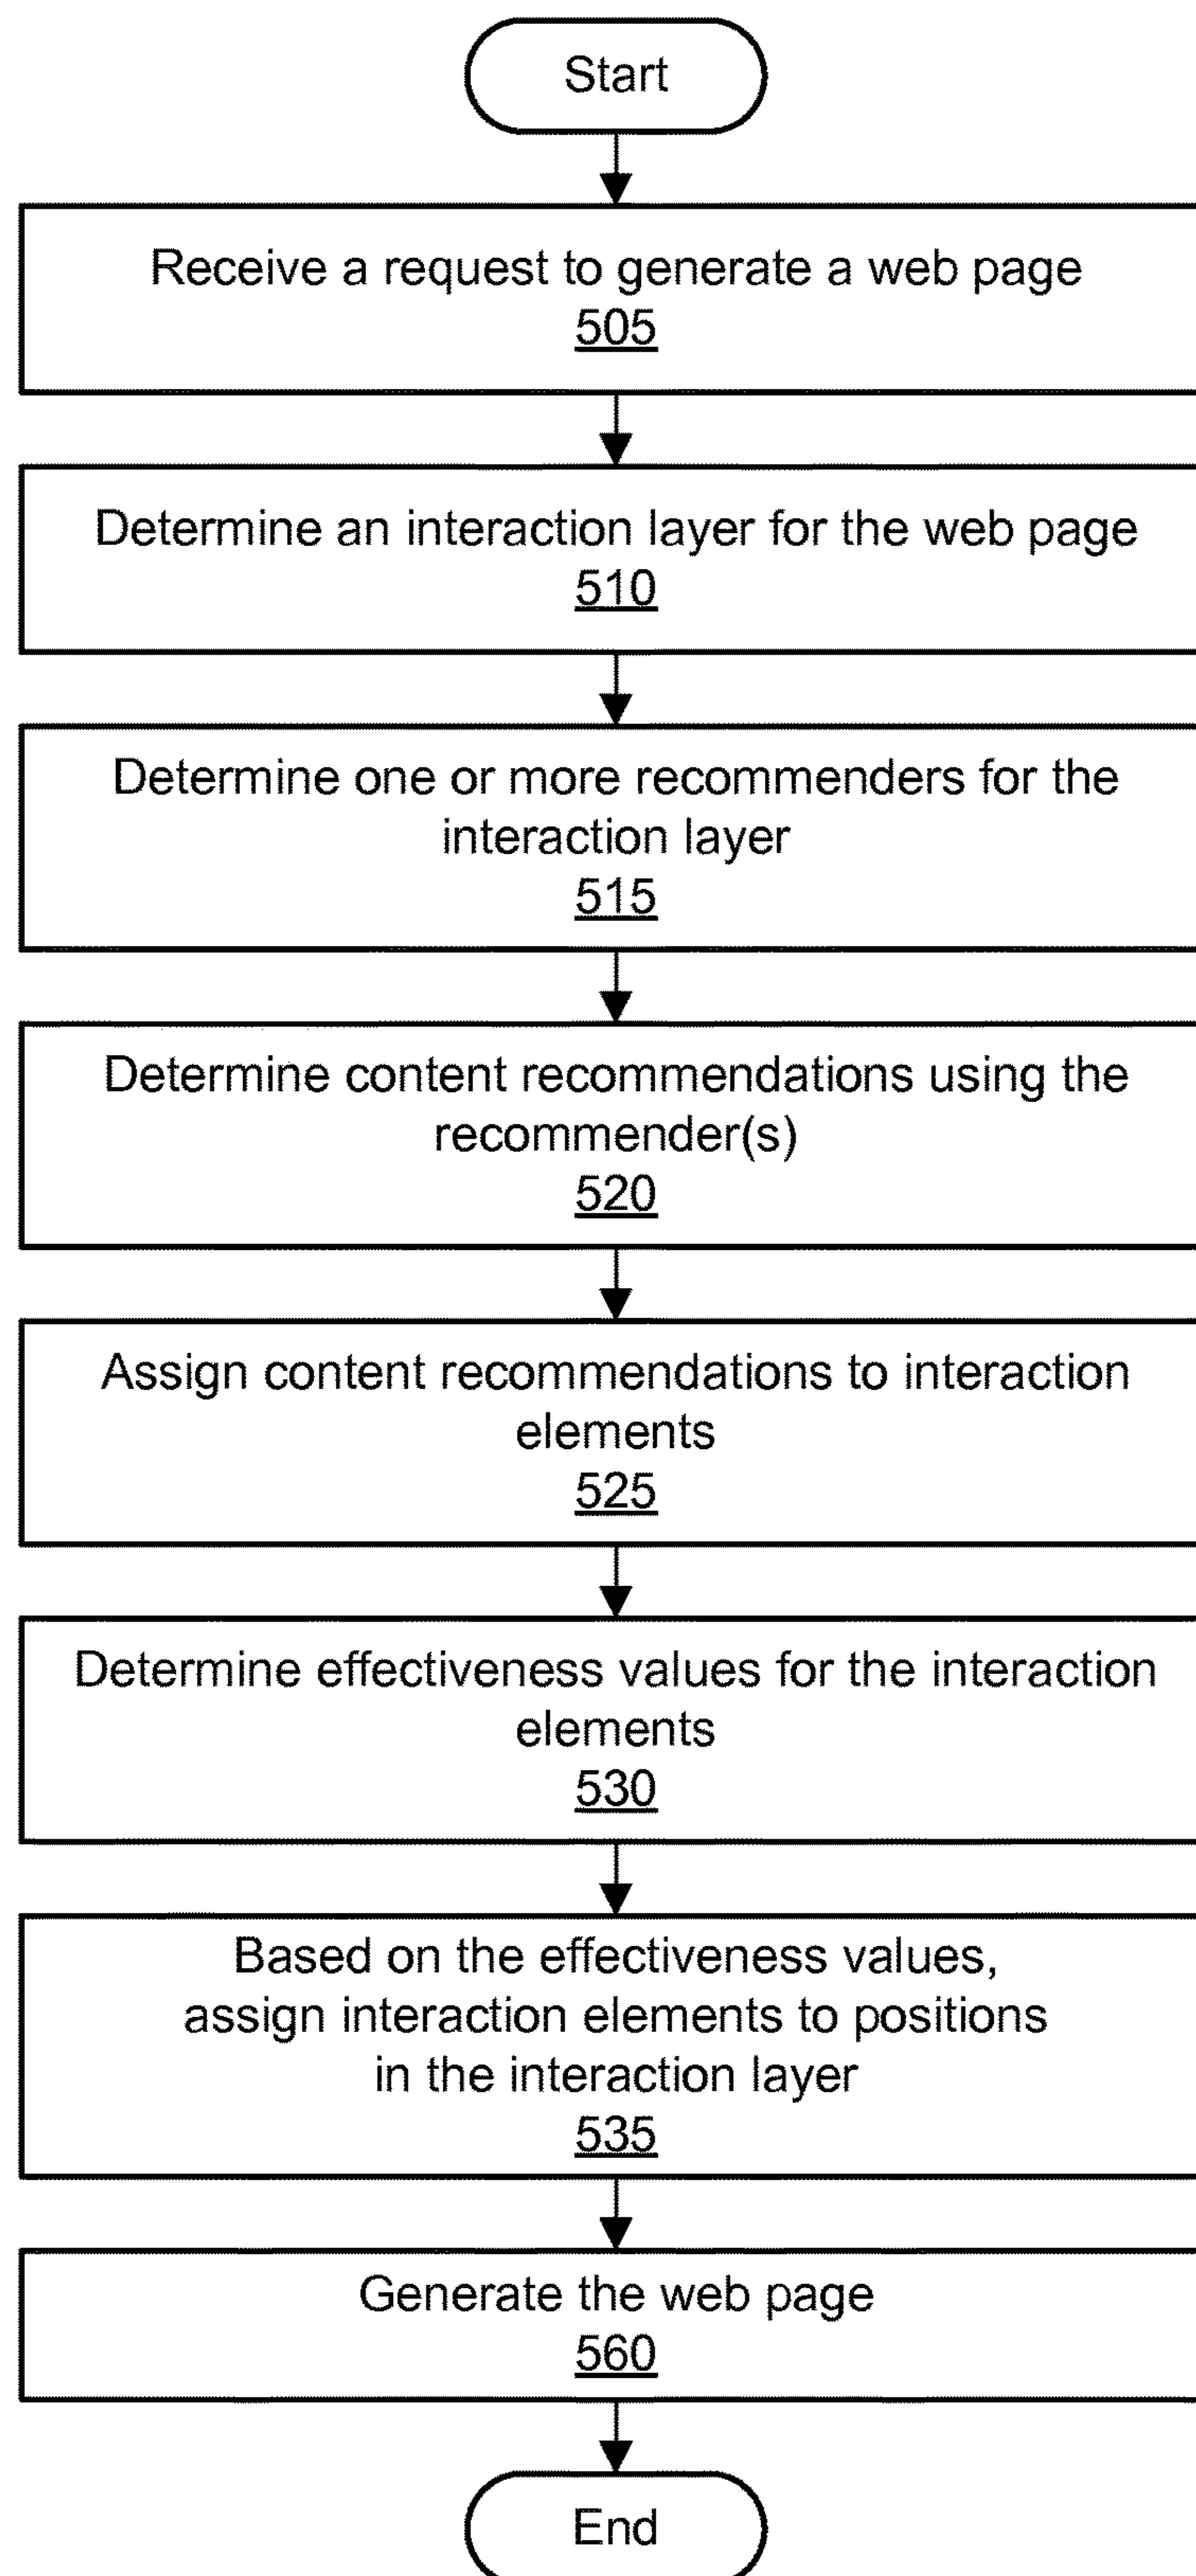 Start
Receive a request to generate a web page
505
Determine an interaction layer for the web page
510
Determine one or more recommenders for the
interaction layer
515
Determine content recommendations using the
recommender(s)
520
Assign content recommendations to interaction
elements
525
Determine effectiveness values for the interaction
elements
530
Based on the effectiveness values,
assign interaction elements to positions
in the interaction layer
535
Generate the web page
560
End